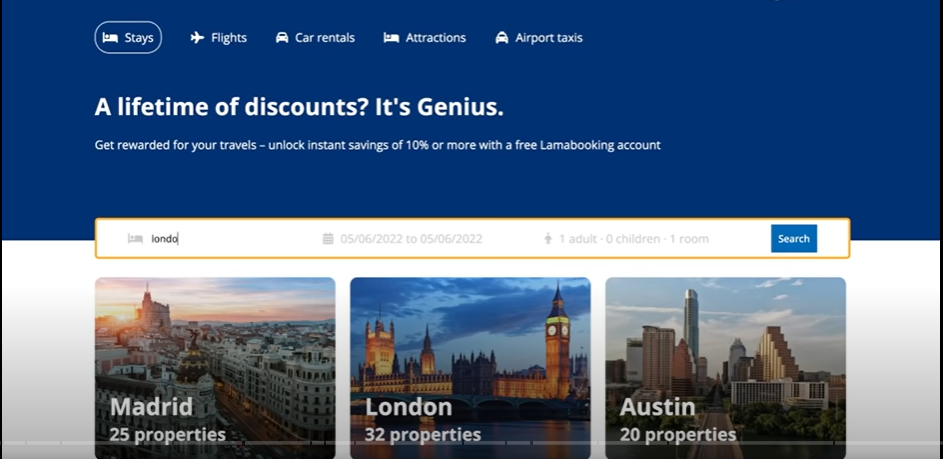 Stays Flights Car rentals Attractions Airport taxis
A lifetime of discounts? It's Genius.
Get rewarded for your travels – unlock instant savings of 10% or more with a free Lamabooking account
londo 05/06/2022 to 05/06/2022 1 adult · 0 children · 1 room Search
Madrid
25 properties
London
32 properties
Austin
20 properties